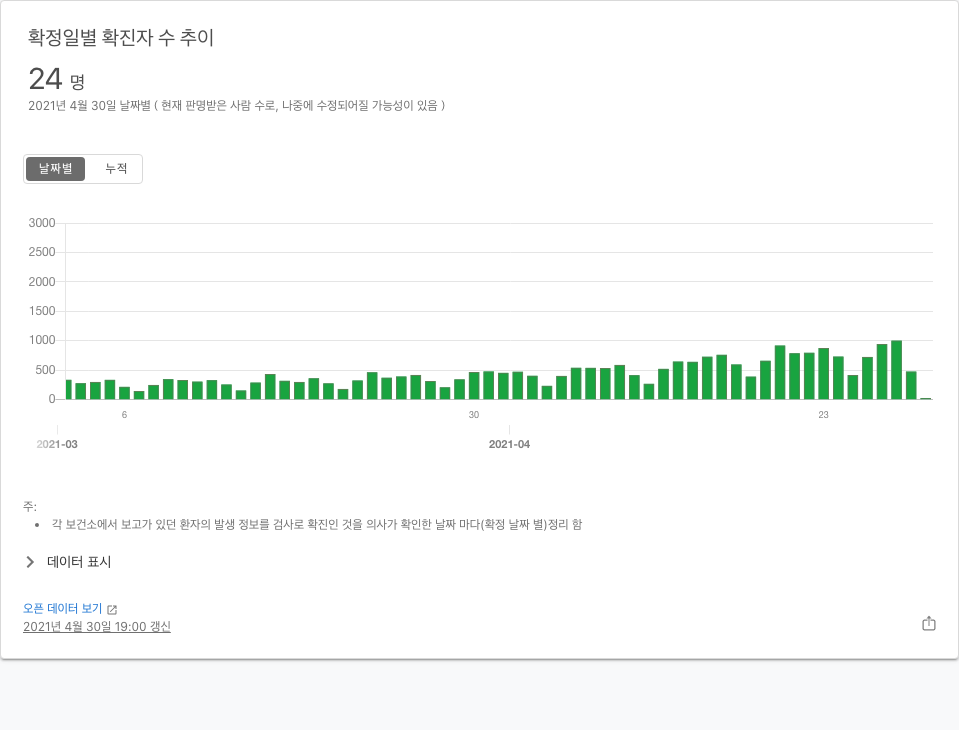 확정일별 확진자 수 추이
24 명
2021년 4월 30일 날짜별 ( 현재 판명받은 사람 수로, 나중에 수정되어질 가능성이 있음 )
날짜별 누적
3000
2500
2000
1500
1000
500
0
6 30 23
2021-03 2021-04
주:
• 각 보건소에서 보고가 있던 환자의 발생 정보를 검사로 확진인 것을 의사가 확인한 날짜 마다(확정 날짜 별)정리 함
데이터 표시
오픈 데이터 보기
2021년 4월 30일 19:00 갱신